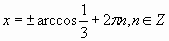 x = ± arccos 1/3 + 2πn, n ∈ Z